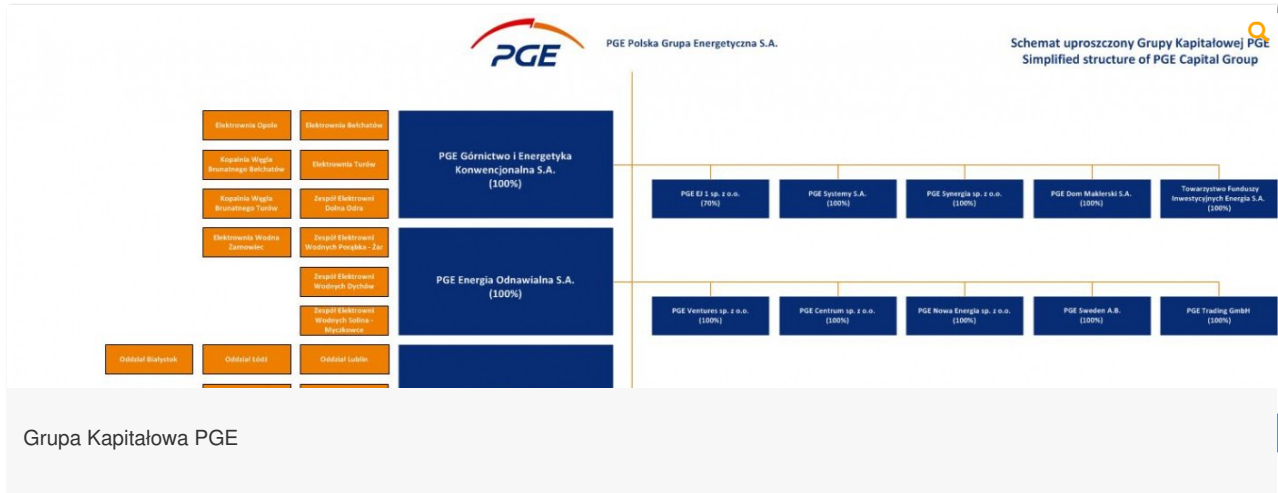 PGE
PGE Polska Grupa Energetyczna S.A.
Schemat uproszczony Grupy Kapitałowej PGE
Simplified structure of PGE Capital Group
Elektrownia Opole
Elektrownia Bełchatów
PGE Górnictwo i Energetyka
Konwencjonalna S.A.
(100%)
Kopalnia Węgla
Brunatnego Bełchatów
Elektrownia Turów
Kopalnia Węgla
Brunatnego Turów
Zespół Elektrowni
Dolna Odra
PGE EJ 1 sp. z o.o.
(70%)
PGE Systemy S.A.
(100%)
PGE Synergia sp. z o.o.
(100%)
PGE Dom Maklerski S.A.
(100%)
Towarzystwo Funduszy
Inwestycyjnych Energia S.A.
(100%)
Elektrownia Wodna
Żarnowiec
Zespół Elektrowni
Wodnych Porąbka - Żar
PGE Energia Odnawialna S.A.
(100%)
Zespół Elektrowni
Wodnych Dychów
Zespół Elektrowni
Wodnych Solina -
Myczkowce
PGE Ventures sp. z o.o.
(100%)
PGE Centrum sp. z o.o.
(100%)
PGE Nowa Energia sp. z o.o.
(100%)
PGE Sweden A.B.
(100%)
PGE Trading GmbH
(100%)
Oddział Białystok
Oddział Łódź
Oddział Lublin
Grupa Kapitałowa PGE